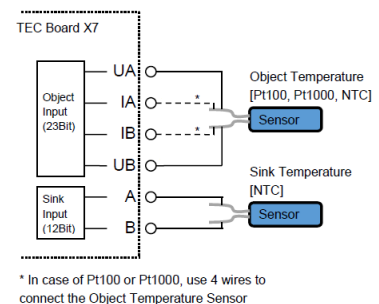 TEC Board X7
UA
Object Temperature
[Pt100, Pt1000, NTC]
Object
Input
(23Bit)
IA
*
Sensor
IB
*
UB
Sink Temperature
[NTC]
Sink
Input
(12Bit)
A
Sensor
B
* In case of Pt100 or Pt1000, use 4 wires to
connect the Object Temperature Sensor